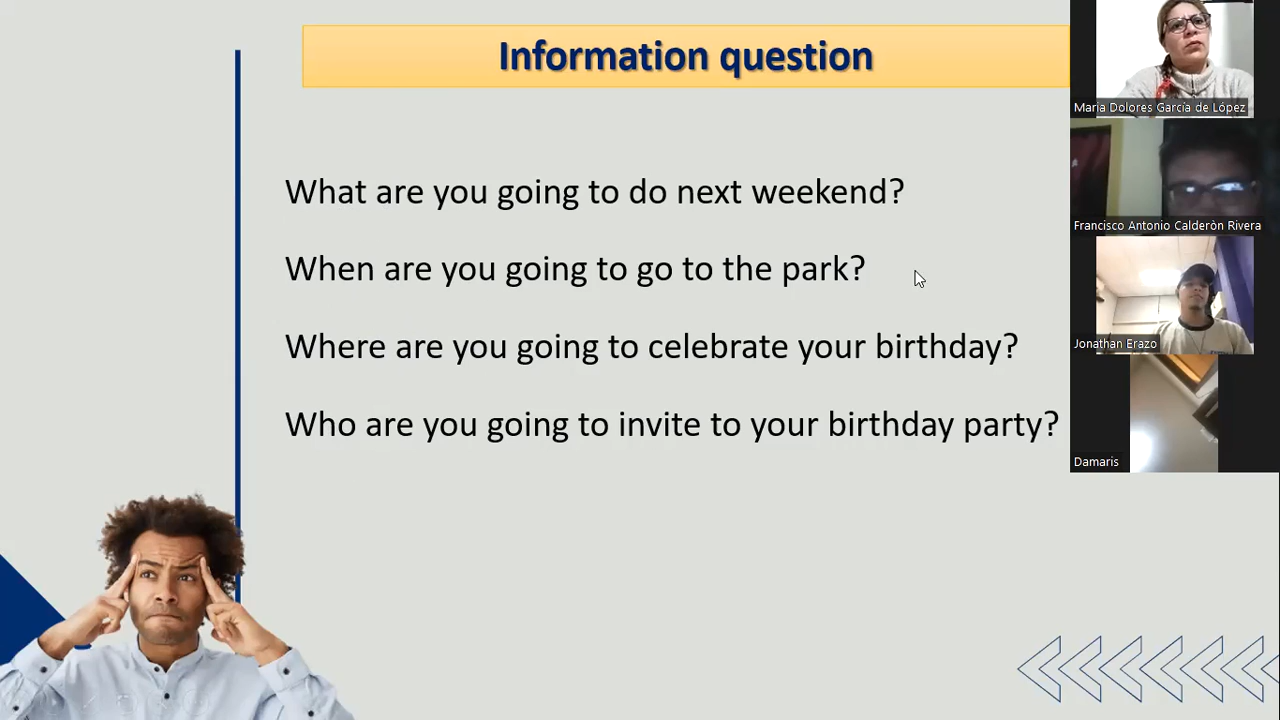 Information question
What are you going to do next weekend?
When are you going to go to the park?
Where are you going to celebrate your birthday?
Who are you going to invite to your birthday party?
Maria Dolores García de López
Francisco Antonio Calderòn Rivera
Jonathan Erazo
Damaris